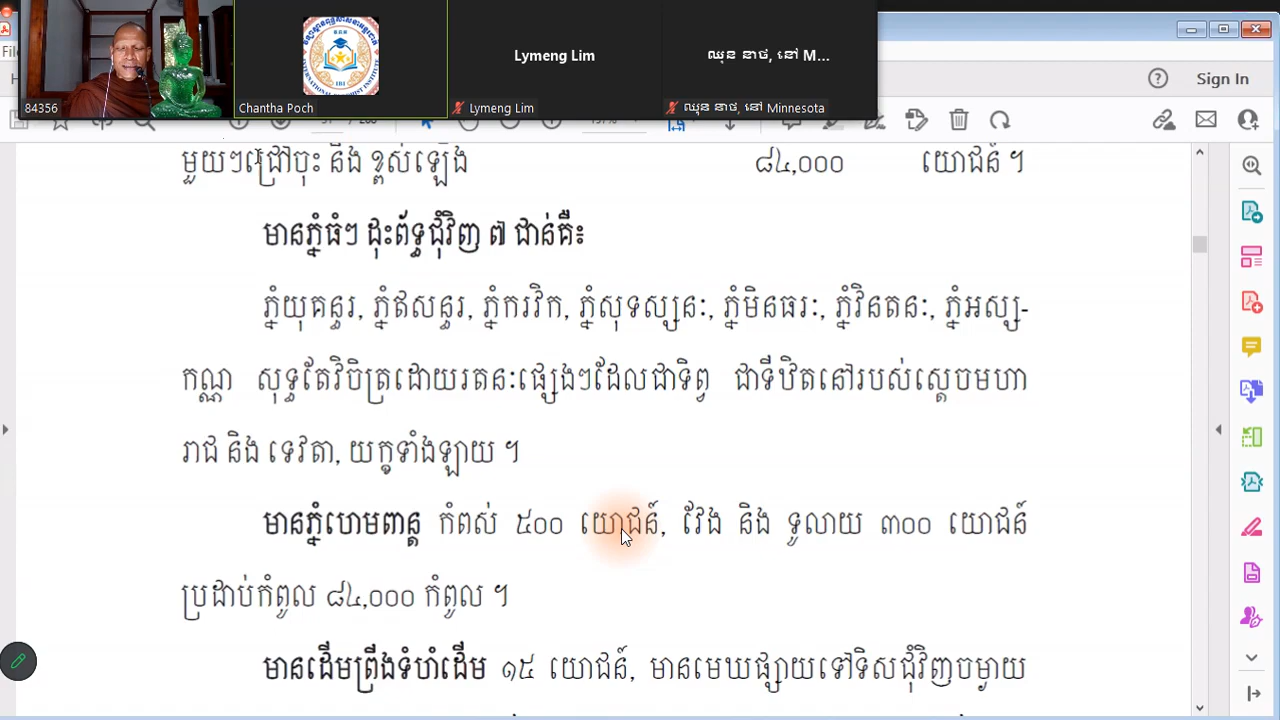 84356
Chantha Poch
Lymeng Lim
Lymeng Lim
ឈុន នាថ, នៅ M...
ឈុន នាថ, នៅ Minnesota
Sign In
មួយៗជ្រៅចុះ និង ខ្ពស់ឡើង ៨៤,០០០ យោជន៍ ។
មានភ្នំធំៗ ដុះព័ទ្ធជុំវិញ ៧ ជាន់គឺ៖
ភ្នំយុគន្ធរ, ភ្នំឥសន្ធរ, ភ្នំករវិក, ភ្នំសុទស្សនៈ, ភ្នំមិនធរៈ, ភ្នំវិនតនៈ, ភ្នំអស្ស-
កណ្ណ សុទ្ធតែវិចិត្រដោយរតនៈផ្សេងៗដែលជាទិព្វ ជាទីឋិតនៅរបស់ស្តេចមហា
រាជ និង ទេវតា, យក្ខទាំងឡាយ ។
មានភ្នំហេមពាន្ត កំពស់ ៥០០ យោជន៍, វែង និង ទូលាយ ៣០០ យោជន៍
ប្រដាប់កំពូល ៨៤,០០០ កំពូល ។
មានដើមព្រីងទំហំដើម ១៥ យោជន៍, មានមេឃផ្សាយទៅទិសជុំវិញចម្ងាយ